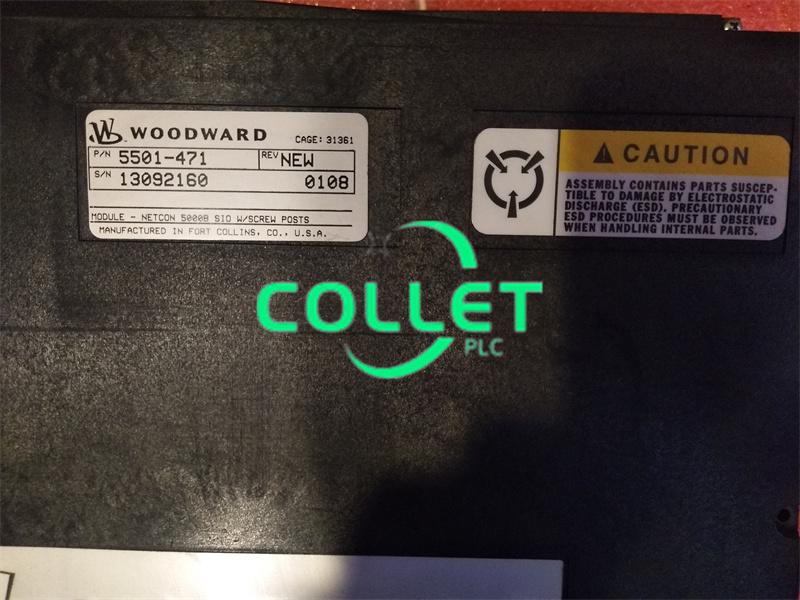 WOODWARD CAGE: 31361
P/N 5501-471 REV NEW
S/N 13092160 0108
MODULE - NETCON 5000B SIO W/SCREW POSTS
MANUFACTURED IN FORT COLLINS, CO., U.S.A.
CAUTION
ASSEMBLY CONTAINS PARTS SUSCEP-
TIBLE TO DAMAGE BY ELECTROSTATIC
DISCHARGE (ESD). PRECAUTIONARY
ESD PROCEDURES MUST BE OBSERVED
WHEN HANDLING INTERNAL PARTS.
COLLET
PLC